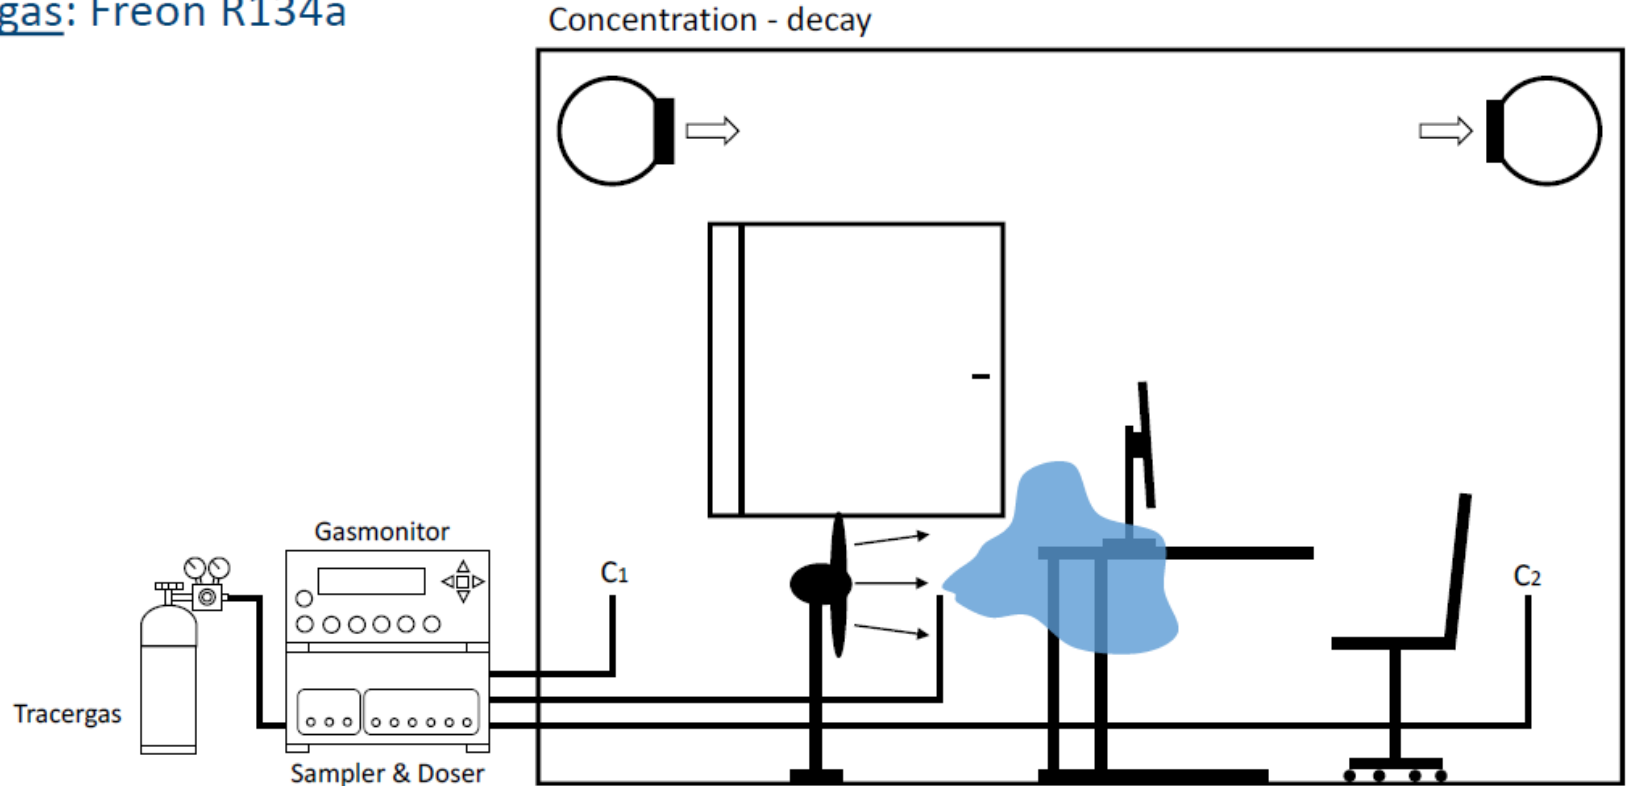 gas: Freon R134a
Concentration - decay
Gasmonitor
C1
C2
Tracergas
Sampler & Doser